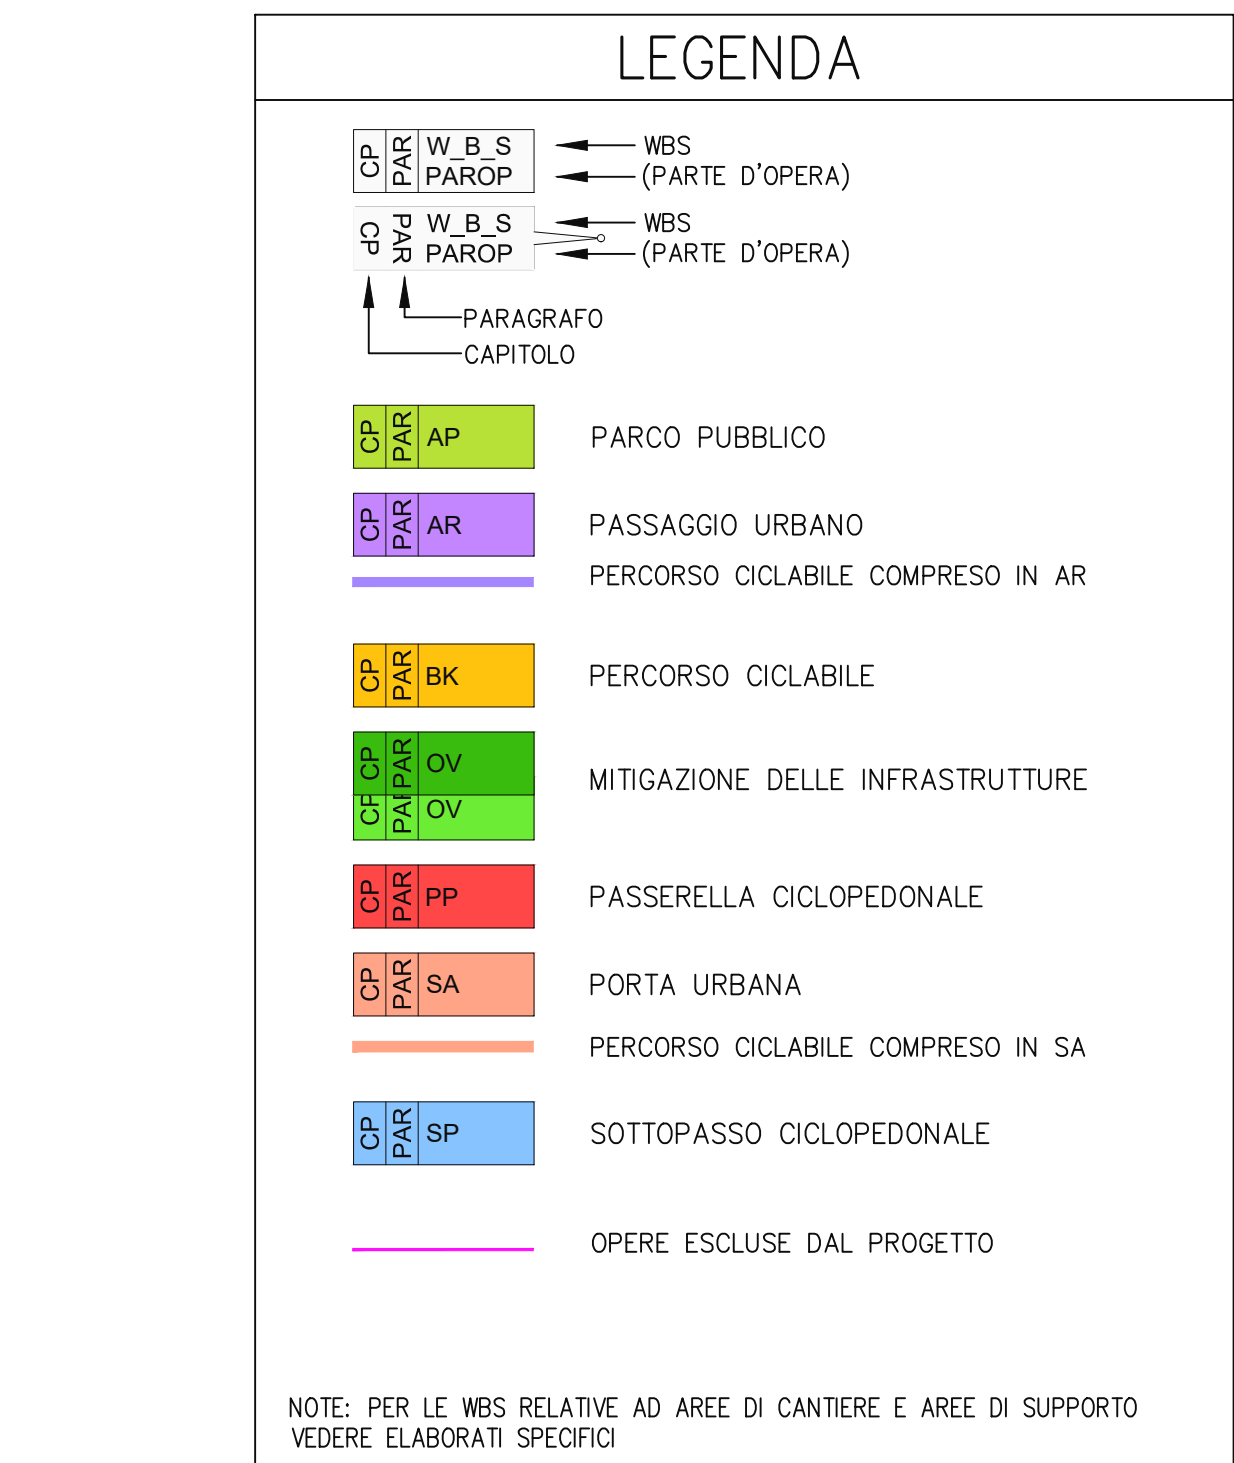 LEGENDA
CP PAR W_B_S WBS
PAROP (PARTE D'OPERA)
CP PAR W_B_S WBS
PAROP (PARTE D'OPERA)
PARAGRAFO
CAPITOLO
CP PAR AP PARCO PUBBLICO
CP PAR AR PASSAGGIO URBANO
PERCORSO CICLABILE COMPRESO IN AR
CP PAR BK PERCORSO CICLABILE
CP PAR OV MITIGAZIONE DELLE INFRASTRUTTURE
CP PAR OV
CP PAR PP PASSERELLA CICLOPEDONALE
CP PAR SA PORTA URBANA
PERCORSO CICLABILE COMPRESO IN SA
CP PAR SP SOTTOPASSO CICLOPEDONALE
OPERE ESCLUSE DAL PROGETTO
NOTE: PER LE WBS RELATIVE AD AREE DI CANTIERE E AREE DI SUPPORTO
VEDERE ELABORATI SPECIFICI